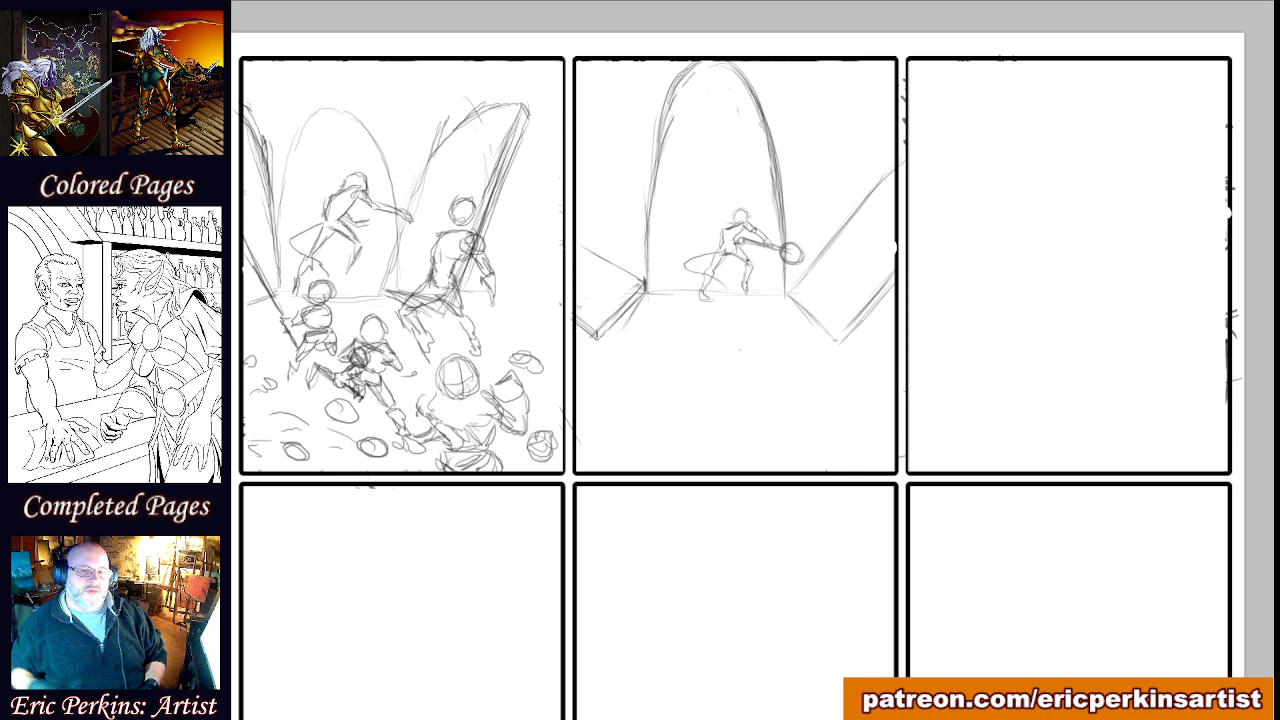 Colored Pages
Completed Pages
Eric Perkins: Artist
patreon.com/ericperkinsartist